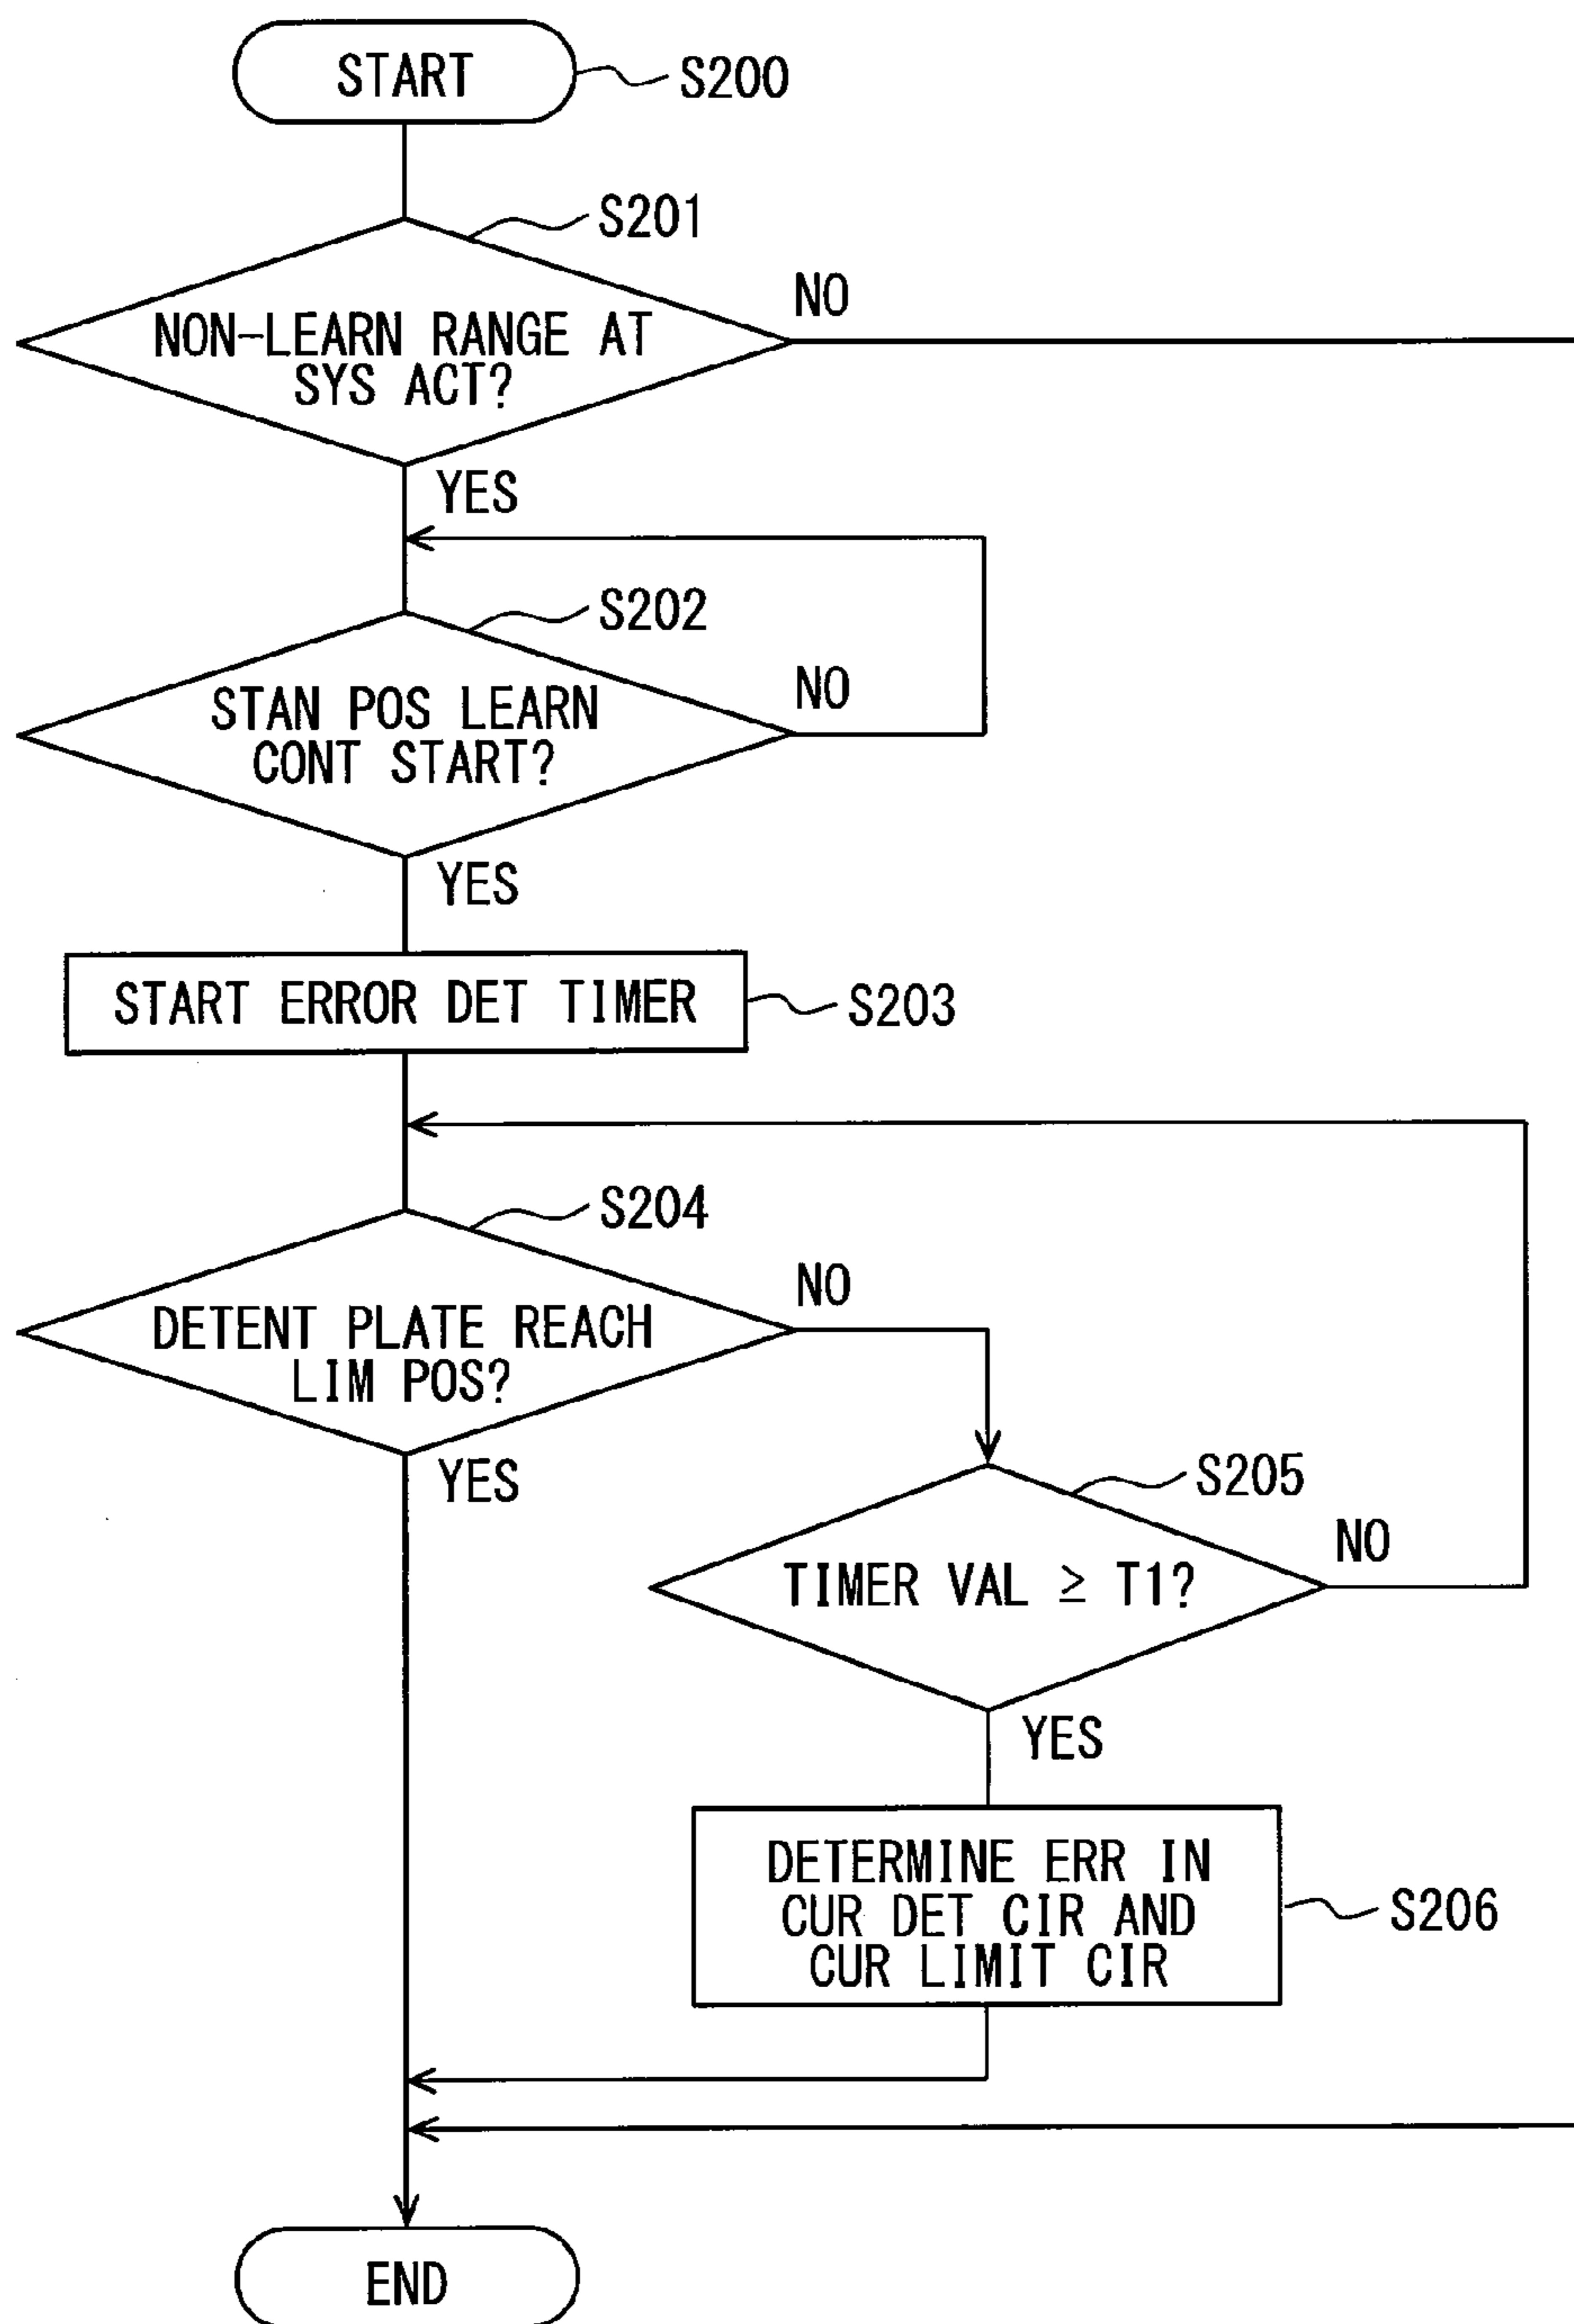 START
S200
S201
NON-LEARN RANGE AT
SYS ACT?
NO
YES
S202
STAN POS LEARN
CONT START?
NO
YES
START ERROR DET TIMER
S203
S204
DETENT PLATE REACH
LIM POS?
NO
YES
S205
TIMER VAL ≥ T1?
NO
YES
DETERMINE ERR IN
CUR DET CIR AND
CUR LIMIT CIR
S206
END